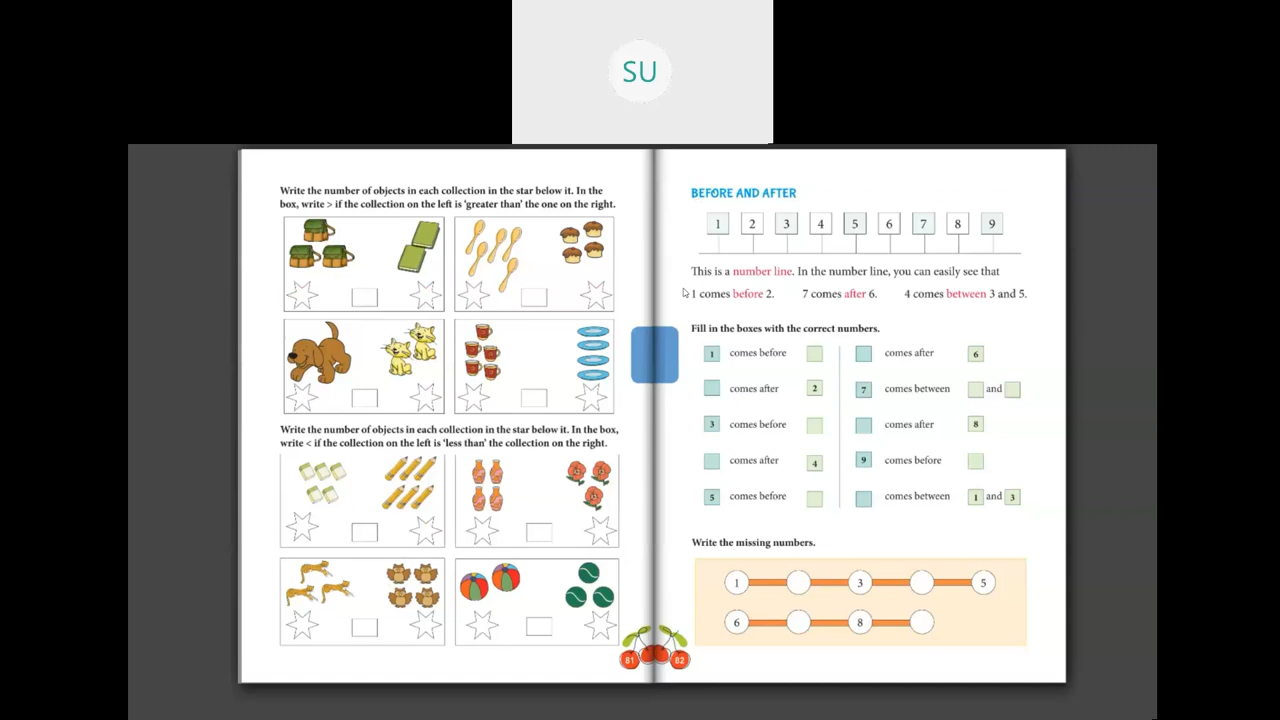 SU
Write the number of objects in each collection in the star below it. In the
box, write > if the collection on the left is ‘greater than’ the one on the right.
Write the number of objects in each collection in the star below it. In the box,
write < if the collection on the left is ‘less than’ the collection on the right.
81
BEFORE AND AFTER
1 2 3 4 5 6 7 8 9
This is a number line. In the number line, you can easily see that
1 comes before 2. 7 comes after 6. 4 comes between 3 and 5.
Fill in the boxes with the correct numbers.
1 comes before
comes after 2
3 comes before
comes after 4
5 comes before
comes after 6
7 comes between and
comes after 8
9 comes before
comes between 1 and 3
Write the missing numbers.
1 3 5
6 8
82